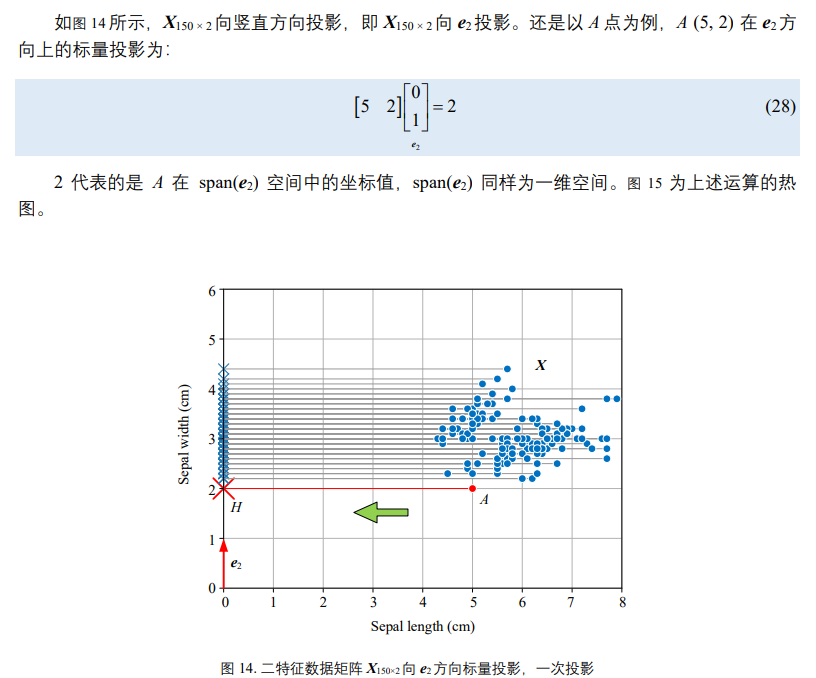 如图 14 所示，X150 × 2 向竖直方向投影，即 X150 × 2 向 e2 投影。还是以 A 点为例，A (5, 2) 在 e2 方
向上的标量投影为：
[5 2][0 1] = 2 (28)
e2
2 代表的是 A 在 span(e2) 空间中的坐标值，span(e2) 同样为一维空间。图 15 为上述运算的热
图。
6
5
4
3
2
1
0
Sepal width (cm)
X
A
H
e2
0 1 2 3 4 5 6 7 8
Sepal length (cm)
图 14. 二特征数据矩阵 X150×2 向 e2 方向标量投影，一次投影